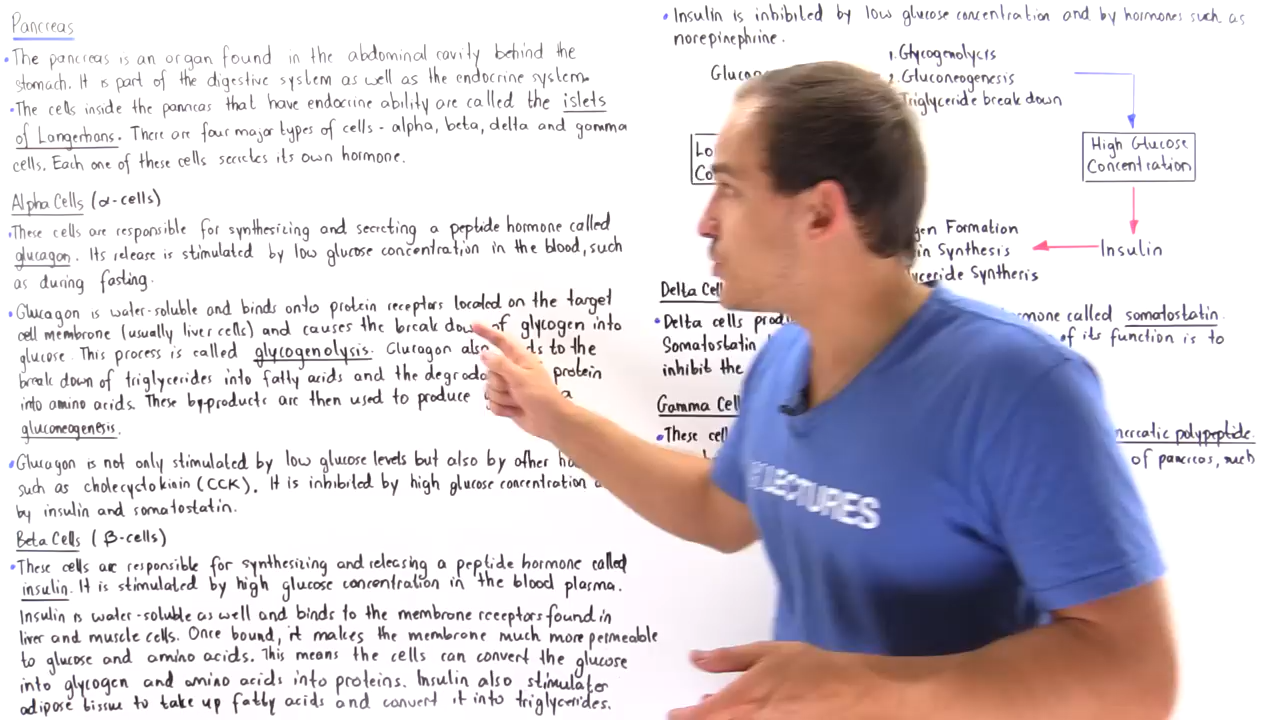 Pancreas
• The pancreas is an organ found in the abdominal cavity behind the
stomach. It is part of the digestive system as well as the endocrine system.
• The cells inside the pancreas that have endocrine ability are called the islets
of Langerhans. There are four major types of cells - alpha, beta, delta and gamma
cells. Each one of these cells secretes its own hormone.
Alpha Cells (α-cells)
• These cells are responsible for synthesizing and secreting a peptide hormone called
glucagon. Its release is stimulated by low glucose concentration in the blood, such
as during fasting.
• Glucagon is water-soluble and binds onto protein receptors located on the target
cell membrane (usually liver cells) and causes the break down of glycogen into
glucose. This process is called glycogenolysis. Glucagon also to the
break down of triglycerides into fatty acids and the protein
into amino acids. These byproducts are then used to produce
gluconeogenesis.
• Glucagon is not only stimulated by low glucose levels but also by other
such as cholecystokinin (CCK). It is inhibited by high glucose concentration
by insulin and somatostatin.
Beta Cells (β-cells)
• These cells are responsible for synthesizing and releasing a peptide hormone called
insulin. It is stimulated by high glucose concentration in the blood plasma.
Insulin is water-soluble as well and binds to the membrane receptors found in
liver and muscle cells. Once bound, it makes the membrane much more permeable
to glucose and amino acids. This means the cells can convert the glucose
into glycogen and amino acids into proteins. Insulin also stimulates
adipose tissue to take up fatty acids and convert it into triglycerides.
• Insulin is inhibited by low glucose concentration and by hormones such as
norepinephrine.
1. Glycogenolysis
2. Gluconeogenesis
Triglyceride break down
High Glucose
Concentration
Insulin
Formation
Synthesis
Synthesis
Delta
• Delta cells called somatostatin.
Somatostatin of its function is to
inhibit the
Gamma
• These pancreatic polypeptide.
of pancreas, such
LECTURES